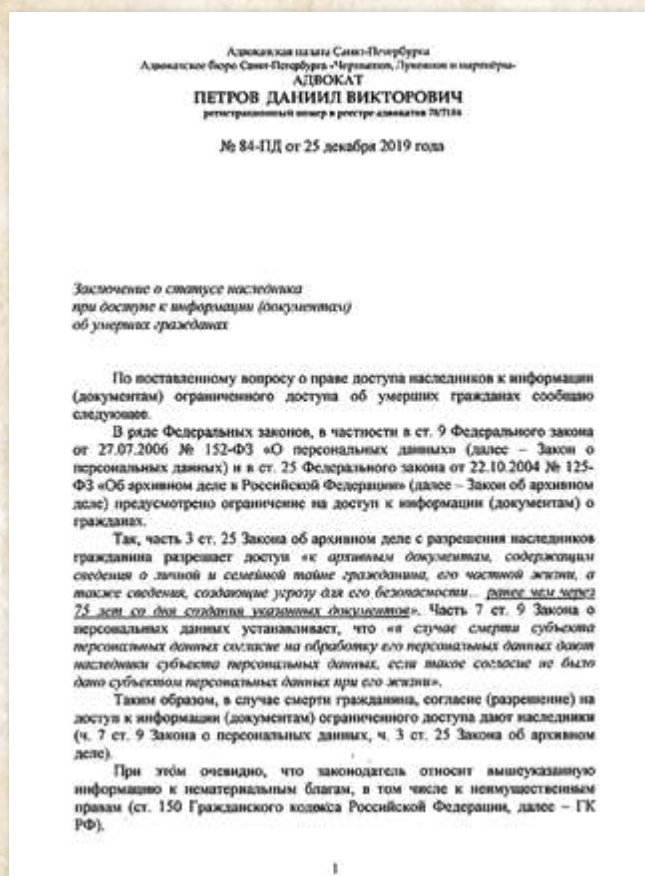 Адвокатская палата Санкт-Петербурга
Адвокатское бюро Санкт-Петербурга и партнёры»
АДВОКАТ
ПЕТРОВ ДАНИИЛ ВИКТОРОВИЧ
регистрационный номер в реестре адвокатов
№ 84-ПД от 25 декабря 2019 года
Заключение о статусе наследника
при доступе к информации (документам)
об умерших гражданах
По поставленному вопросу о праве доступа наследников к информации
(документам) ограниченного доступа об умерших гражданах сообщаю
следующее.
В ряде Федеральных законов, в частности в ст. 9 Федерального закона
от 27.07.2006 № 152-ФЗ «О персональных данных» (далее – Закон о
персональных данных) и в ст. 25 Федерального закона от 22.10.2004 № 125-
ФЗ «Об архивном деле в Российской Федерации» (далее – Закон об архивном
деле) предусмотрено ограничение на доступ к информации (документам) о
гражданах.
Так, часть 3 ст. 25 Закона об архивном деле с разрешения наследников
гражданина разрешает доступ «к архивным документам, содержащим
сведения о личной и семейной тайне гражданина, его частной жизни, а
также сведения, создающие угрозу для его безопасности... ранее чем через
75 лет со дня создания указанных документов». Часть 7 ст. 9 Закона о
персональных данных устанавливает, что «в случае смерти субъекта
персональных данных согласие на обработку его персональных данных дают
наследники субъекта персональных данных, если такое согласие не было
дано субъектом персональных данных при его жизни».
Таким образом, в случае смерти гражданина, согласие (разрешение) на
доступ к информации (документам) ограниченного доступа дают наследники
(ч. 7 ст. 9 Закона о персональных данных, ч. 3 ст. 25 Закона об архивном
деле).
При этом очевидно, что законодатель относит вышеуказанную
информацию к нематериальным благам, в том числе к неимущественным
правам (ст. 150 Гражданского кодекса Российской Федерации, далее – ГК
РФ).
1